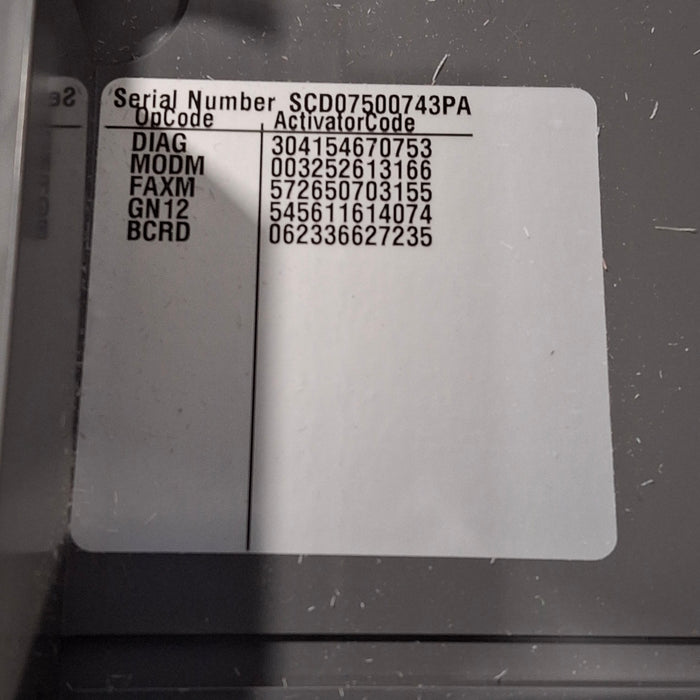 Serial Number SCD07500743PA
OpCode ActivatorCode
DIAG 304154670753
MODM 003252613166
FAXM 572650703155
GN12 545611614074
BCRD 062336627235